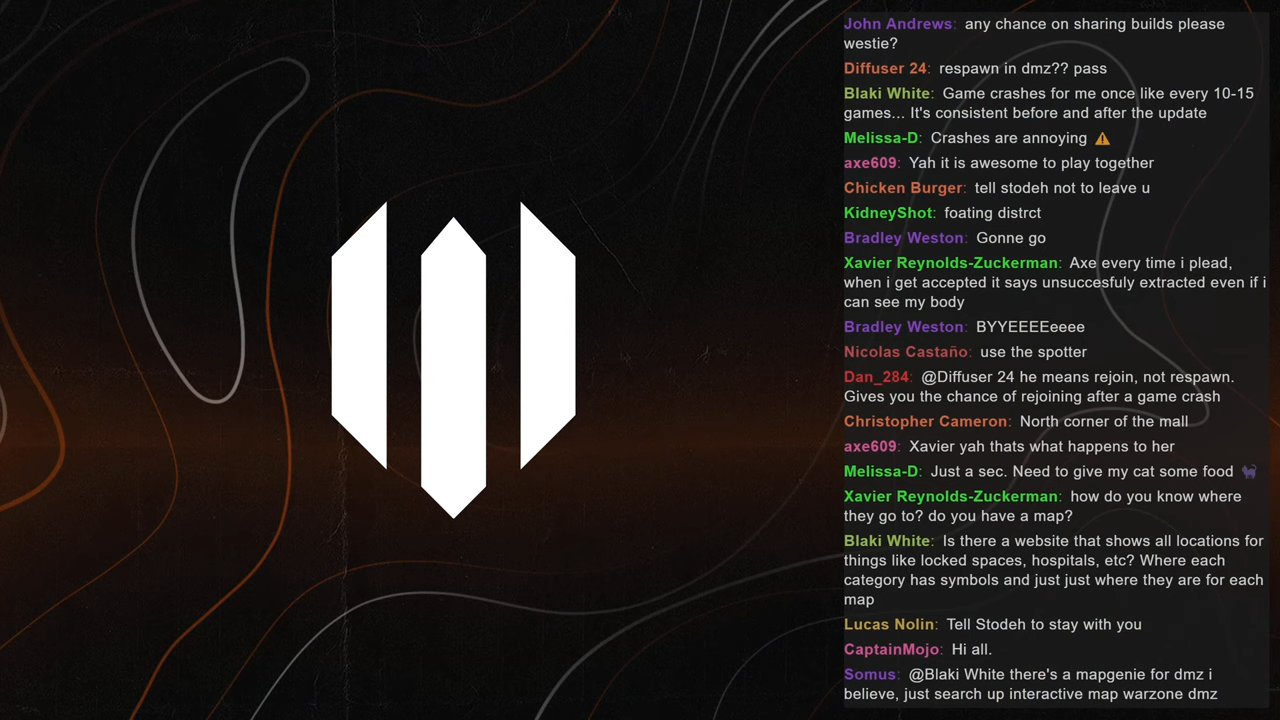 John Andrews: any chance on sharing builds please
westie?
Diffuser 24: respawn in dmz?? pass
Blaki White: Game crashes for me once like every 10-15
games... It's consistent before and after the update
Melissa-D: Crashes are annoying ⚠️
axe609: Yah it is awesome to play together
Chicken Burger: tell stodeh not to leave u
KidneyShot: foating distrct
Bradley Weston: Gonne go
Xavier Reynolds-Zuckerman: Axe every time i plead,
when i get accepted it says unsuccesfuly extracted even if i
can see my body
Bradley Weston: BYYEEEEeeee
Nicolas Castaño: use the spotter
Dan_284: @Diffuser 24 he means rejoin, not respawn.
Gives you the chance of rejoining after a game crash
Christopher Cameron: North corner of the mall
axe609: Xavier yah thats what happens to her
Melissa-D: Just a sec. Need to give my cat some food 🐈‍⬛
Xavier Reynolds-Zuckerman: how do you know where
they go to? do you have a map?
Blaki White: Is there a website that shows all locations for
things like locked spaces, hospitals, etc? Where each
category has symbols and just just where they are for each
map
Lucas Nolin: Tell Stodeh to stay with you
CaptainMojo: Hi all.
Somus: @Blaki White there's a mapgenie for dmz i
believe, just search up interactive map warzone dmz